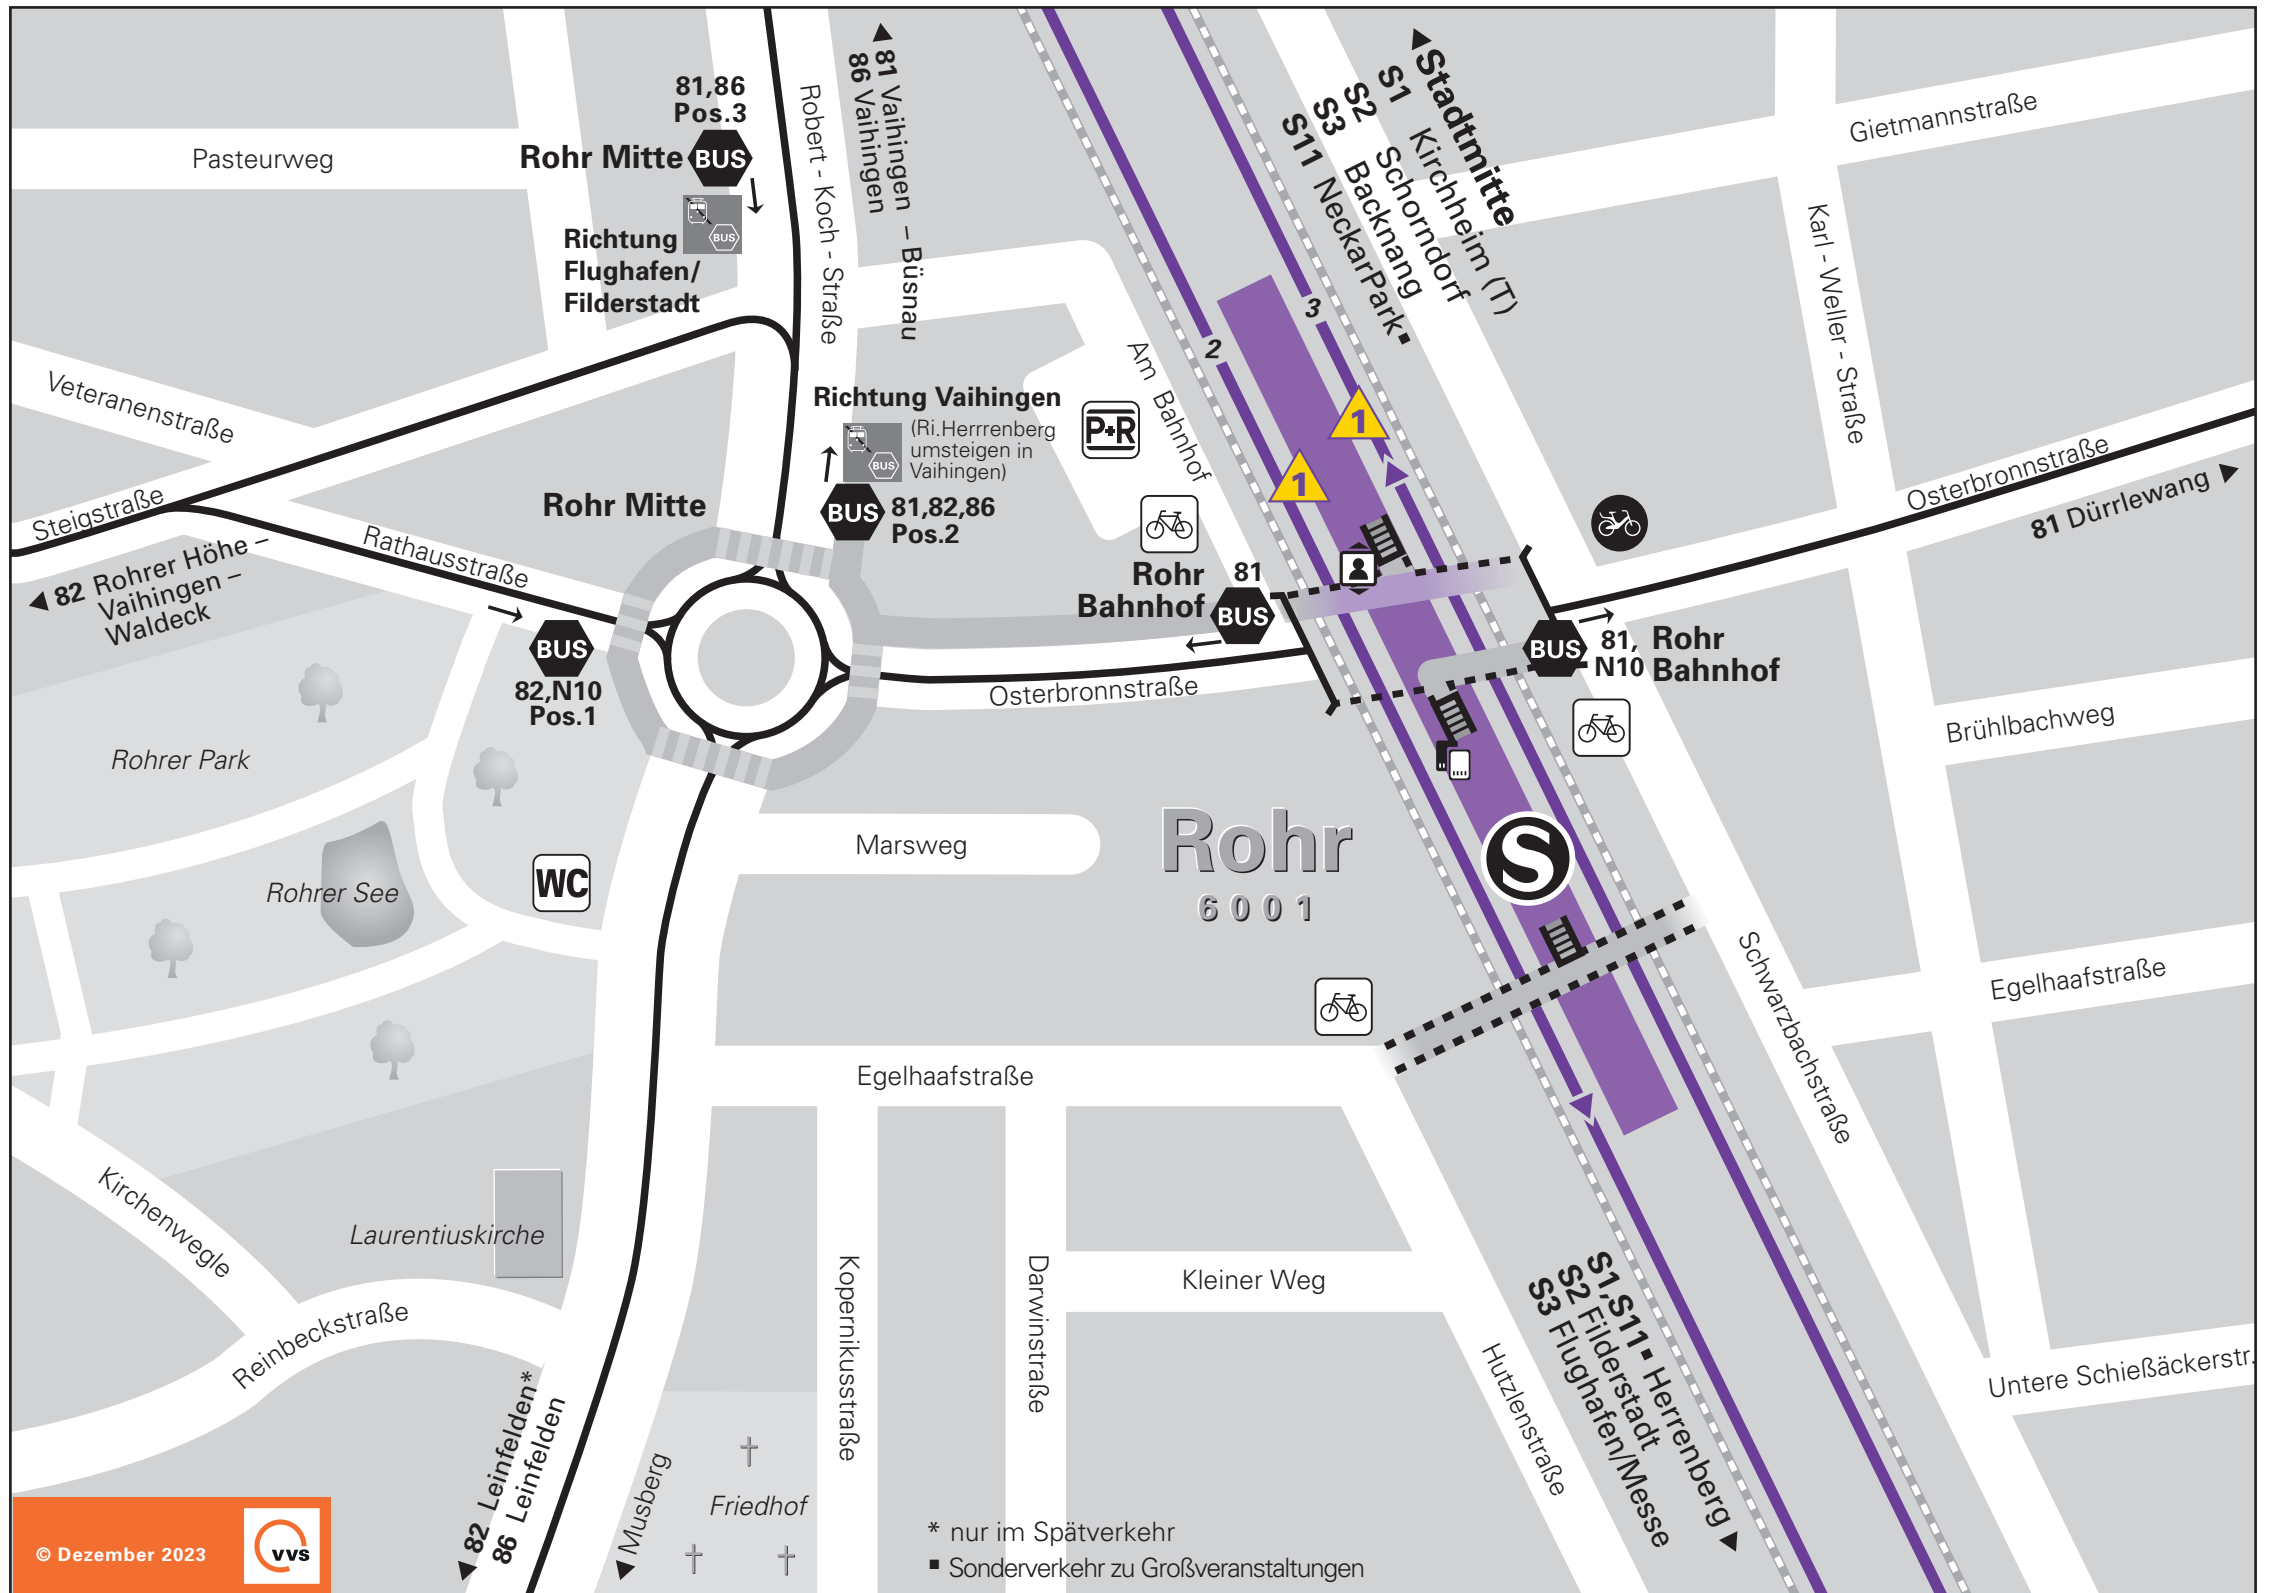 81,86
Pos.3
Rohr Mitte
BUS
BUS
Richtung
Flughafen/
Filderstadt
Pasteurweg
Robert - Koch - Straße
81 Vaihingen – Büsnau
86 Vaihingen
Stadtmitte
S1 Kirchheim (T)
S2 Schorndorf
S3 Backnang
S11 NeckarPark▪
Gietmannstraße
Karl - Weller - Straße
Veteranenstraße
Steigstraße
Rathausstraße
82 Rohrer Höhe –
Vaihingen –
Waldeck
Richtung Vaihingen
(Ri.Herrrenberg
umsteigen in
Vaihingen)
BUS
Rohr Mitte
BUS
81,82,86
Pos.2
P+R
Am Bahnhof
2
3
1
1
Osterbronnstraße
81 Dürrlewang
Rohr
Bahnhof
81
BUS
BUS
81,
N10
Rohr
Bahnhof
BUS
82,N10
Pos.1
Osterbronnstraße
Rohrer Park
Rohrer See
WC
Marsweg
Rohr
6001
S
Brühlbachweg
Egelhaafstraße
Schwarzbachstraße
Egelhaafstraße
Kirchenwegle
Laurentiuskirche
Reinbeckstraße
Kopernikusstraße
Darwinstraße
Kleiner Weg
Hutzlenstraße
S1,S11▪ Herrenberg
S2 Filderstadt
S3 Flughafen/Messe
Untere Schießäckerstr.
82 Leinfelden*
86 Leinfelden
Musberg
Friedhof
* nur im Spätverkehr
▪ Sonderverkehr zu Großveranstaltungen
© Dezember 2023
vvs